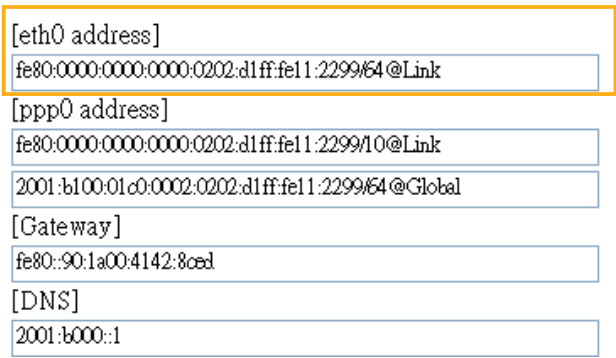 [eth0 address]
fe80:0000:0000:0000:0202:d1ff:fe11:2299/64@Link
[ppp0 address]
fe80:0000:0000:0000:0202:d1ff:fe11:2299/10@Link
2001:b100:01c0:0002:0202:d1ff:fe11:2299/64@Global
[Gateway]
fe80::90:1a00:4142:8ced
[DNS]
2001:b000::1